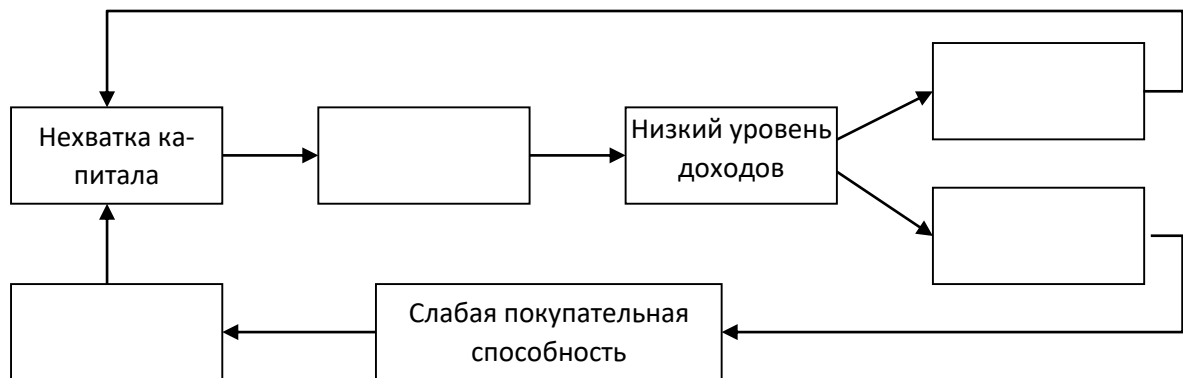 Нехватка ка-
питала
Низкий уровень
доходов
Слабая покупательная
способность